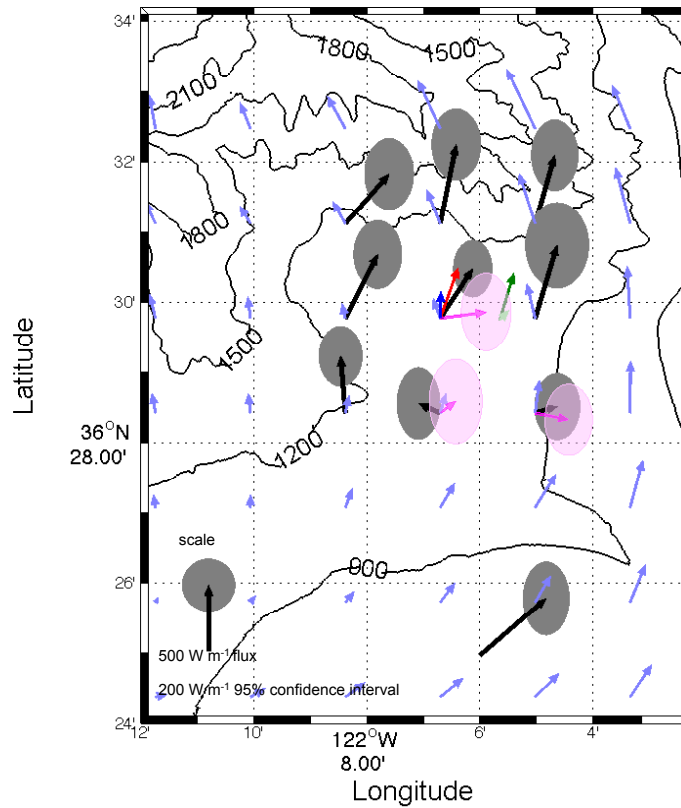 34'
1800
1500
2100
32'
1800
30'
1500
Latitude
36°N
28.00'
1200
scale
900
26'
500 W m⁻¹ flux
200 W m⁻¹ 95% confidence interval
24'
12'
10'
122°W
8.00'
6'
4'
Longitude